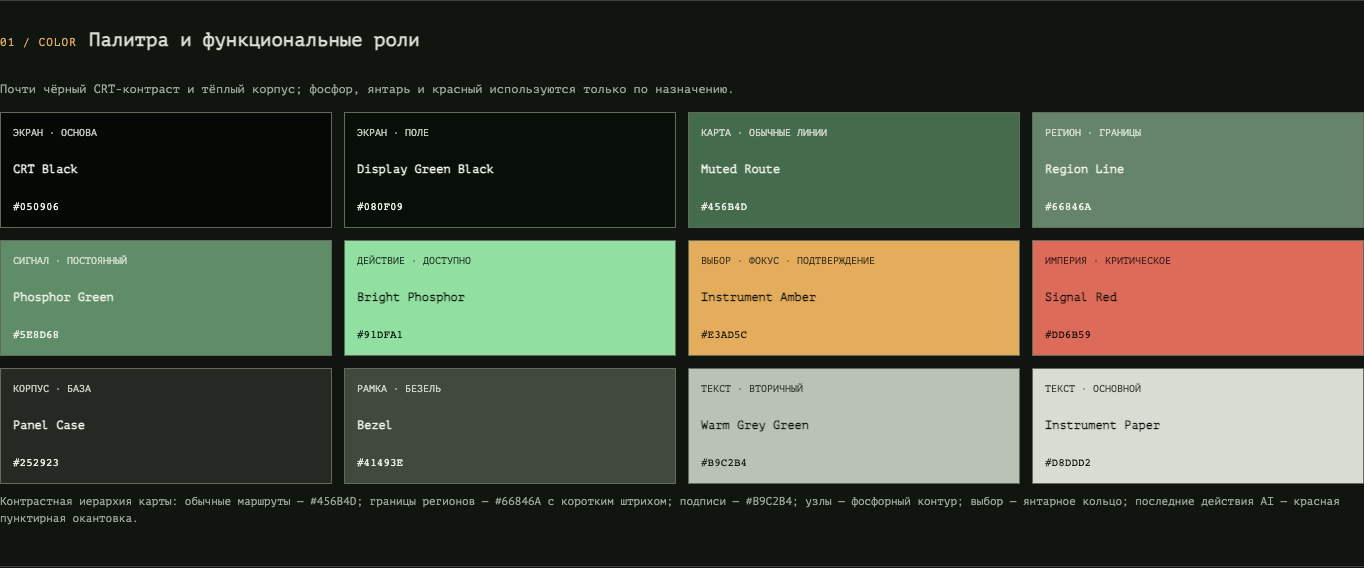 01 / COLOR Палитра и функциональные роли
Почти чёрный CRT-контраст и тёплый корпус; фосфор, янтарь и красный используются только по назначению.
ЭКРАН · ОСНОВА
CRT Black
#050906
ЭКРАН · ПОЛЕ
Display Green Black
#080F09
КАРТА · ОБЫЧНЫЕ ЛИНИИ
Muted Route
#456B4D
РЕГИОН · ГРАНИЦЫ
Region Line
#66846A
СИГНАЛ · ПОСТОЯННЫЙ
Phosphor Green
#5E8D68
ДЕЙСТВИЕ · ДОСТУПНО
Bright Phosphor
#91DFA1
ВЫБОР · ФОКУС · ПОДТВЕРЖДЕНИЕ
Instrument Amber
#E3AD5C
ИМПЕРИЯ · КРИТИЧЕСКОЕ
Signal Red
#DD6B59
КОРПУС · БАЗА
Panel Case
#252923
РАМКА · БЕЗЕЛЬ
Bezel
#41493E
ТЕКСТ · ВТОРИЧНЫЙ
Warm Grey Green
#B9C2B4
ТЕКСТ · ОСНОВНОЙ
Instrument Paper
#D8DDD2
Контрастная иерархия карты: обычные маршруты — #456B4D; границы регионов — #66846A с коротким штрихом; подписи — #B9C2B4; узлы — фосфорный контур; выбор — янтарное кольцо; последние действия AI — красная
пунктирная окантовка.